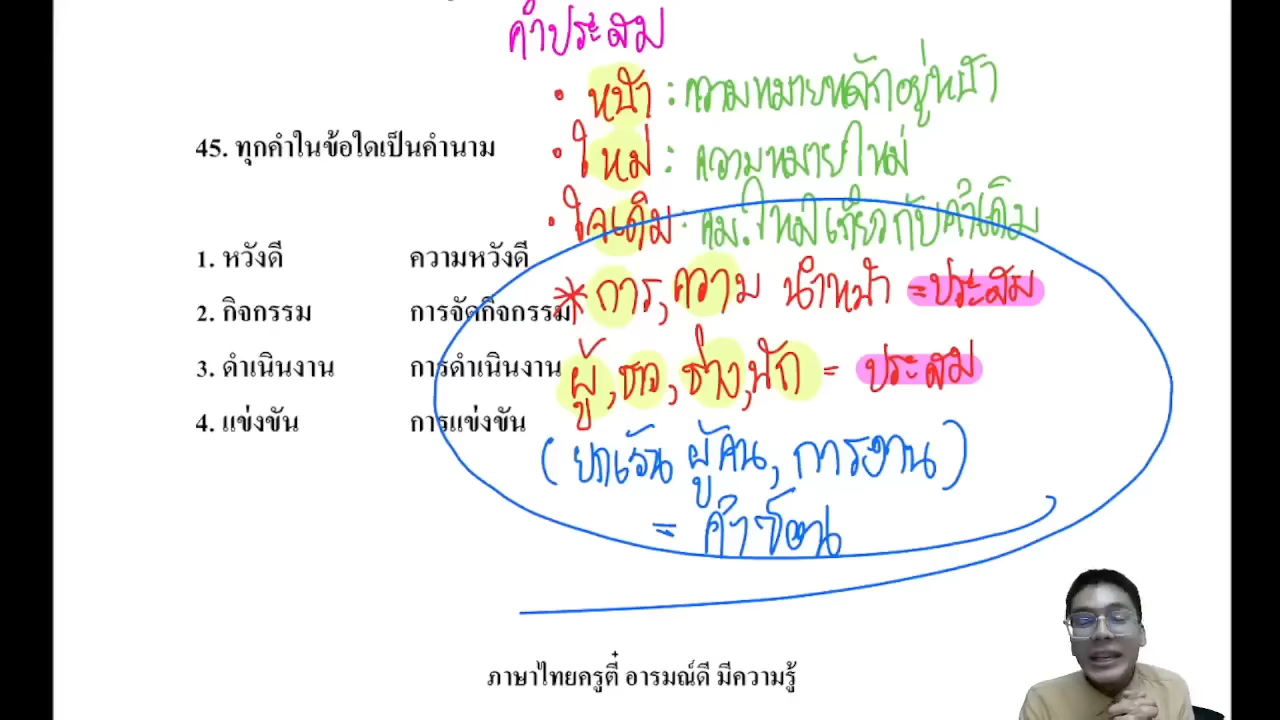 คำประสม
• หน้า : ความหมายหลักอยู่หน้า
45. ทุกคำในข้อใดเป็นคำนาม
• ใหม่ : ความหมายใหม่
• ใจเดิม : คม. ใหม่เกี่ยวกับคำเดิม
1. หวังดี ความหวังดี
* การ, ความ นำหน้า = ประสม
2. กิจกรรม การจัดกิจกรรม
3. ดำเนินงาน การดำเนินงาน
ผู้, ชาว, ช่าง, นัก = ประสม
4. แข่งขัน การแข่งขัน
(ยกเว้น ผู้คน, การงาน)
= คำซ้อน
ภาษาไทยครูตี๋ อารมณ์ดี มีความรู้